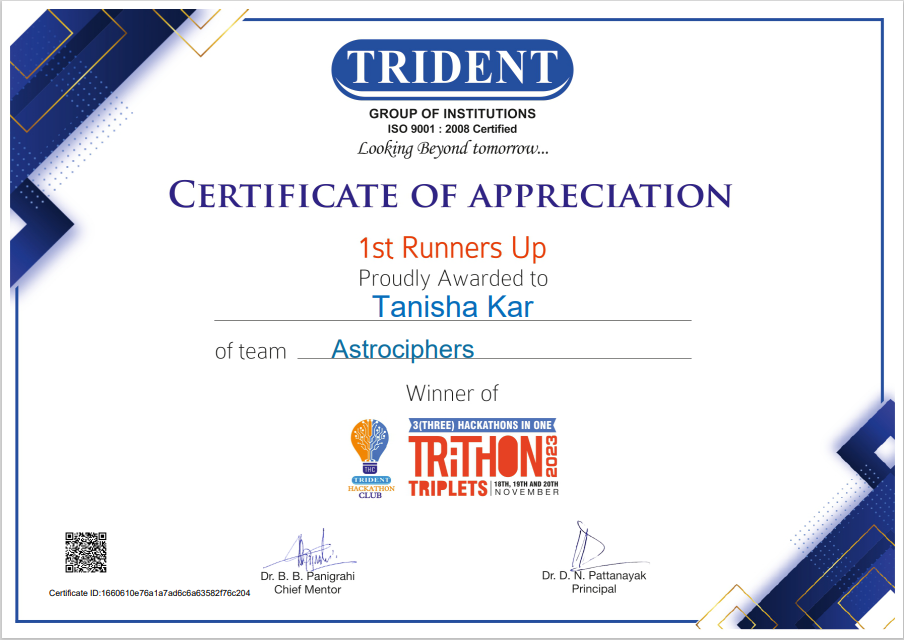 TRIDENT
GROUP OF INSTITUTIONS
ISO 9001 : 2008 Certified
Looking Beyond tomorrow...
CERTIFICATE OF APPRECIATION
1st Runners Up
Proudly Awarded to
Tanisha Kar
of team Astrociphers
Winner of
THC
TRIDENT
HACKATHON
CLUB
3(THREE) HACKATHONS IN ONE
TRiTHON 2023
TRIPLETS 18TH, 19TH AND 20TH
NOVEMBER
Dr. B. B. Panigrahi
Chief Mentor
Dr. D. N. Pattanayak
Principal
Certificate ID:1660610e76a1a7ad6c6a63582f76c204